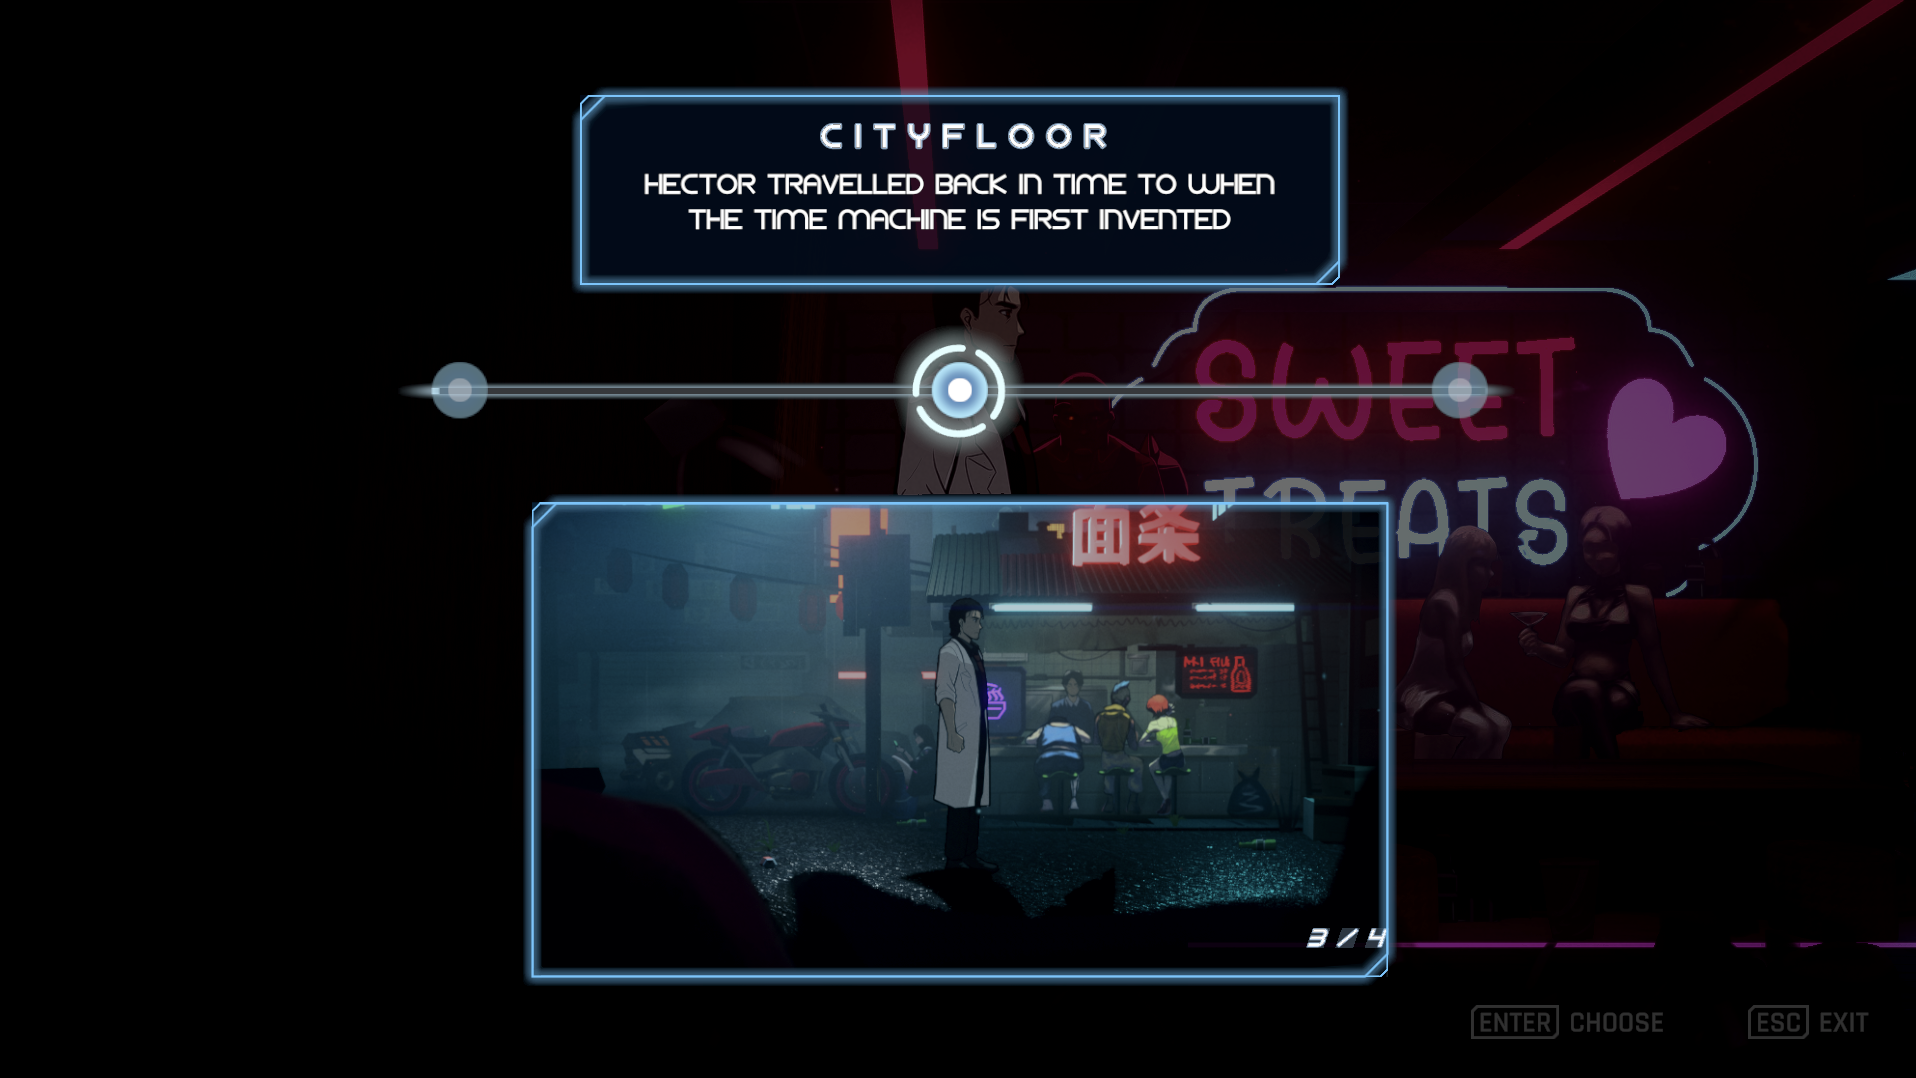 CITYFLOOR
HECTOR TRAVELLED BACK IN TIME TO WHEN
THE TIME MACHINE IS FIRST INVENTED
SWEET
TREATS
面条
3/4
ENTER CHOOSE
ESC EXIT